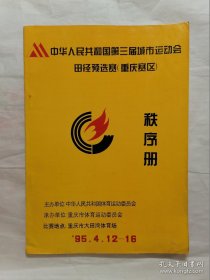 中华人民共和国第三届城市运动会
田径预选赛(重庆赛区)
秩序册
主办单位:中华人民共和国体育运动委员会
承办单位:重庆市体育运动委员会
比赛地点:重庆市大田湾体育场
'95.4.12-16